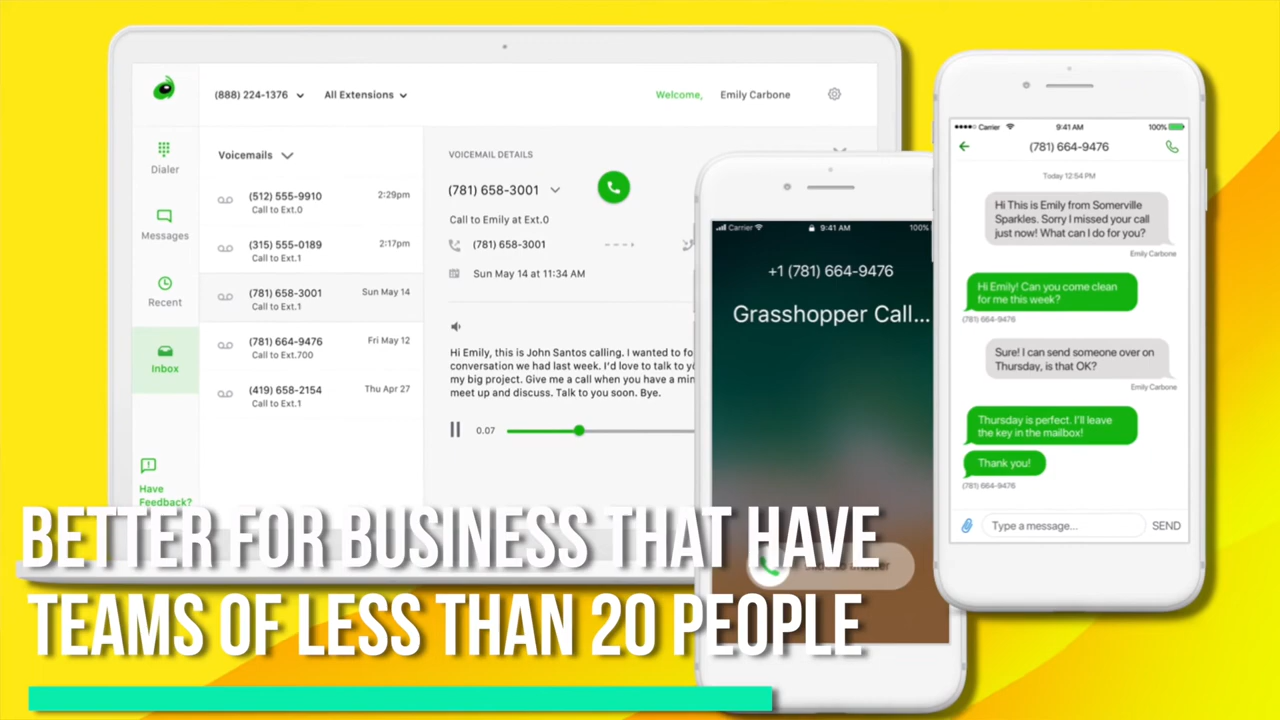 (888) 224-1376
All Extensions
Welcome, Emily Carbone
Dialer
Messages
Recent
Inbox
Have
Feedback?
Voicemails
(512) 555-9910 2:29pm
Call to Ext.0
(315) 555-0189 2:17pm
Call to Ext.1
(781) 658-3001 Sun May 14
Call to Ext.1
(781) 664-9476 Fri May 12
Call to Ext.700
(419) 658-2154 Thu Apr 27
Call to Ext.1
VOICEMAIL DETAILS
(781) 658-3001
Call to Emily at Ext.0
(781) 658-3001
Sun May 14 at 11:34 AM
Hi Emily, this is John Santos calling. I wanted to fo
conversation we had last week. I'd love to talk to yo
my big project. Give me a call when you have a min
meet up and discuss. Talk to you soon. Bye.
0.07
Carrier 9:41 AM 100%
+1 (781) 664-9476
Grasshopper Call...
Carrier 9:41 AM 100%
(781) 664-9476
Today 12:54 PM
Hi This is Emily from Somerville
Sparkles. Sorry I missed your call
just now! What can I do for you?
Emily Carbone
Hi Emily! Can you come clean
for me this week?
(781) 664-9476
Sure! I can send someone over on
Thursday, is that OK?
Emily Carbone
Thursday is perfect. I'll leave
the key in the mailbox!
Thank you!
(781) 664-9476
Type a message... SEND
BETTER FOR BUSINESS THAT HAVE
TEAMS OF LESS THAN 20 PEOPLE